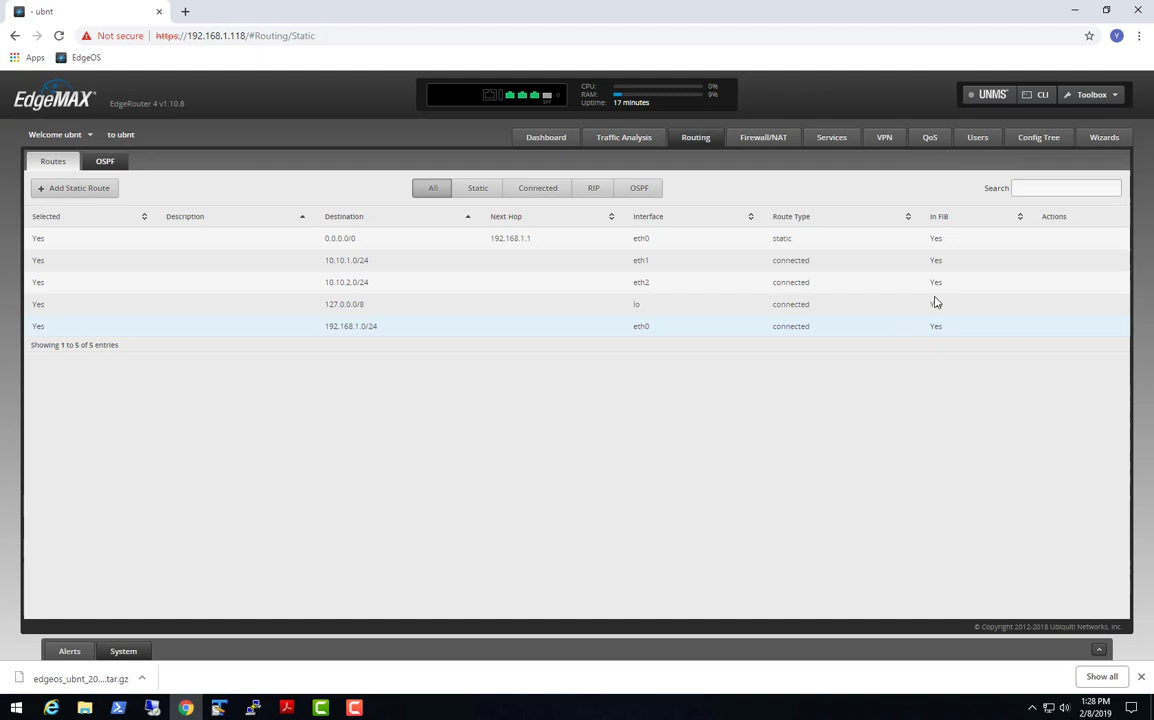 - ubnt
Not secure
https://192.168.1.118/#Routing/Static
Y
Apps
EdgeOS
EdgeMAX
EdgeRouter 4 v1.10.8
SFP
CPU: 0%
RAM: 9%
Uptime: 17 minutes
UNMS
CLI
Toolbox
Welcome ubnt
to ubnt
Dashboard
Traffic Analysis
Routing
Firewall/NAT
Services
VPN
QoS
Users
Config Tree
Wizards
Routes
OSPF
+ Add Static Route
All
Static
Connected
RIP
OSPF
Search
Selected Description Destination Next Hop Interface Route Type In FIB Actions
Yes 0.0.0.0/0 192.168.1.1 eth0 static Yes
Yes 10.10.1.0/24 eth1 connected Yes
Yes 10.10.2.0/24 eth2 connected Yes
Yes 127.0.0.0/8 lo connected
Yes 192.168.1.0/24 eth0 connected Yes
Showing 1 to 5 of 5 entries
© Copyright 2012-2018 Ubiquiti Networks, Inc.
Alerts
System
edgeos_ubnt_20....tar.gz
Show all
1:28 PM
2/8/2019